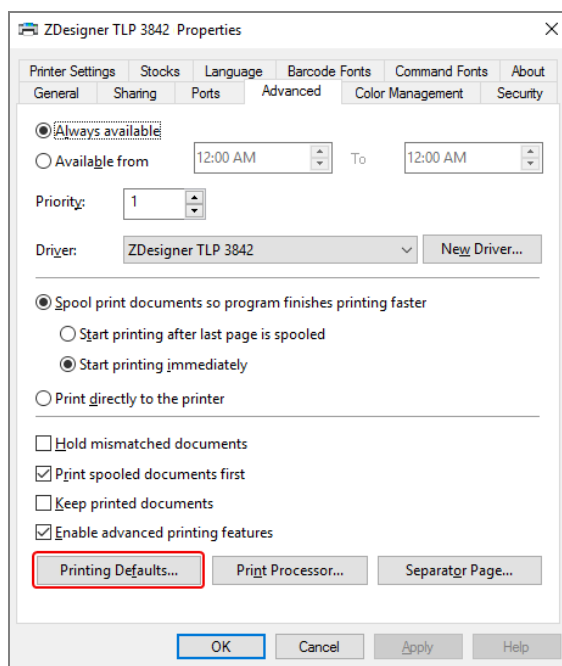 ZDesigner TLP 3842 Properties
Printer Settings Stocks Language Barcode Fonts Command Fonts About
General Sharing Ports Advanced Color Management Security
Always available
Available from 12:00 AM To 12:00 AM
Priority: 1
Driver: ZDesigner TLP 3842 New Driver...
Spool print documents so program finishes printing faster
Start printing after last page is spooled
Start printing immediately
Print directly to the printer
Hold mismatched documents
Print spooled documents first
Keep printed documents
Enable advanced printing features
Printing Defaults... Print Processor... Separator Page...
OK Cancel Apply Help